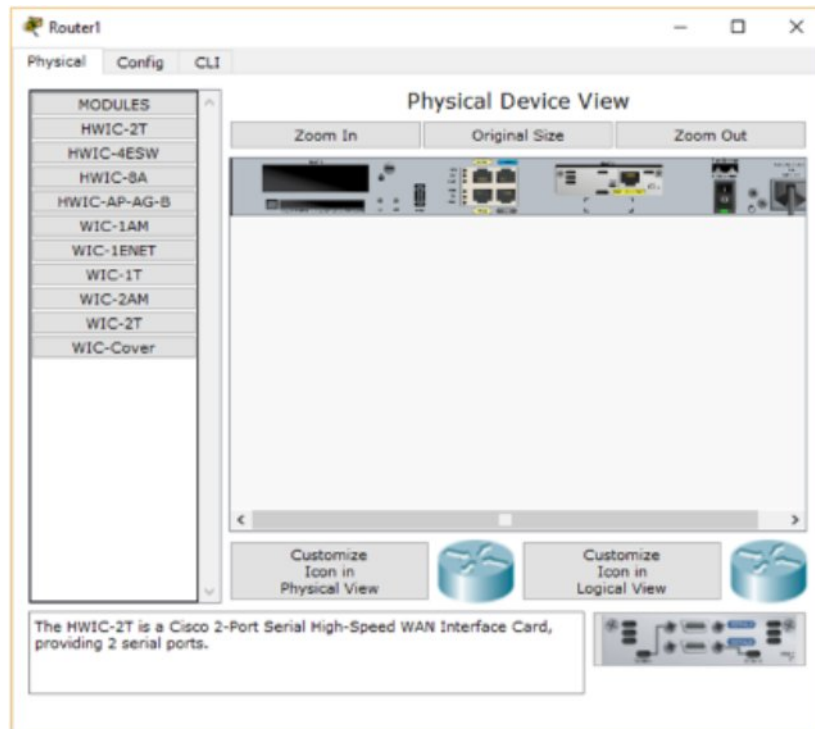 Router1
Physical Config CLI
MODULES
HWIC-2T
HWIC-4ESW
HWIC-8A
HWIC-AP-AG-B
WIC-1AM
WIC-1ENET
WIC-1T
WIC-2AM
WIC-2T
WIC-Cover
Physical Device View
Zoom In Original Size Zoom Out
Customize
Icon in
Physical View
Customize
Icon in
Logical View
The HWIC-2T is a Cisco 2-Port Serial High-Speed WAN Interface Card,
providing 2 serial ports.